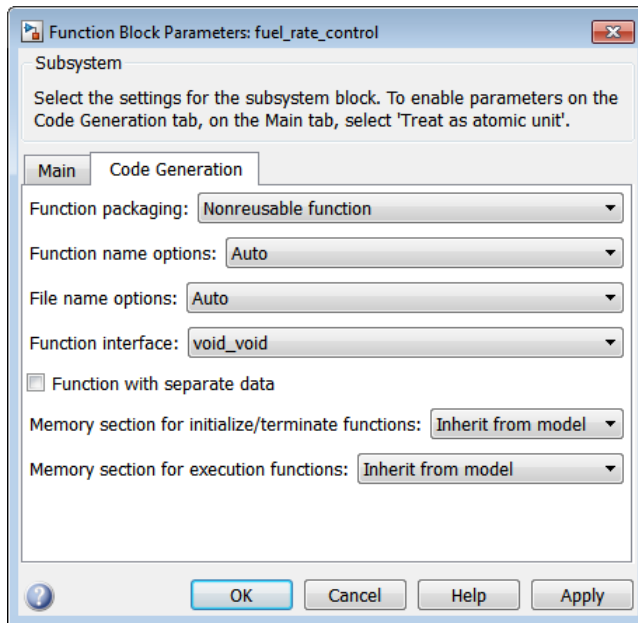 Function Block Parameters: fuel_rate_control
Subsystem
Select the settings for the subsystem block. To enable parameters on the
Code Generation tab, on the Main tab, select 'Treat as atomic unit'.
Main Code Generation
Function packaging: Nonreusable function
Function name options: Auto
File name options: Auto
Function interface: void_void
Function with separate data
Memory section for initialize/terminate functions: Inherit from model
Memory section for execution functions: Inherit from model
? OK Cancel Help Apply